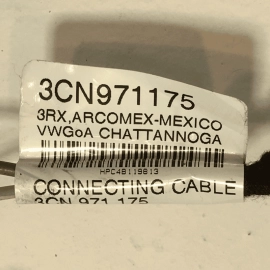 3CN971175
3RX,ARCOMEX-MEXICO
VWGoA CHATTANNOGA
HPC4B119813
CONNECTING CABLE
3CN 971 175